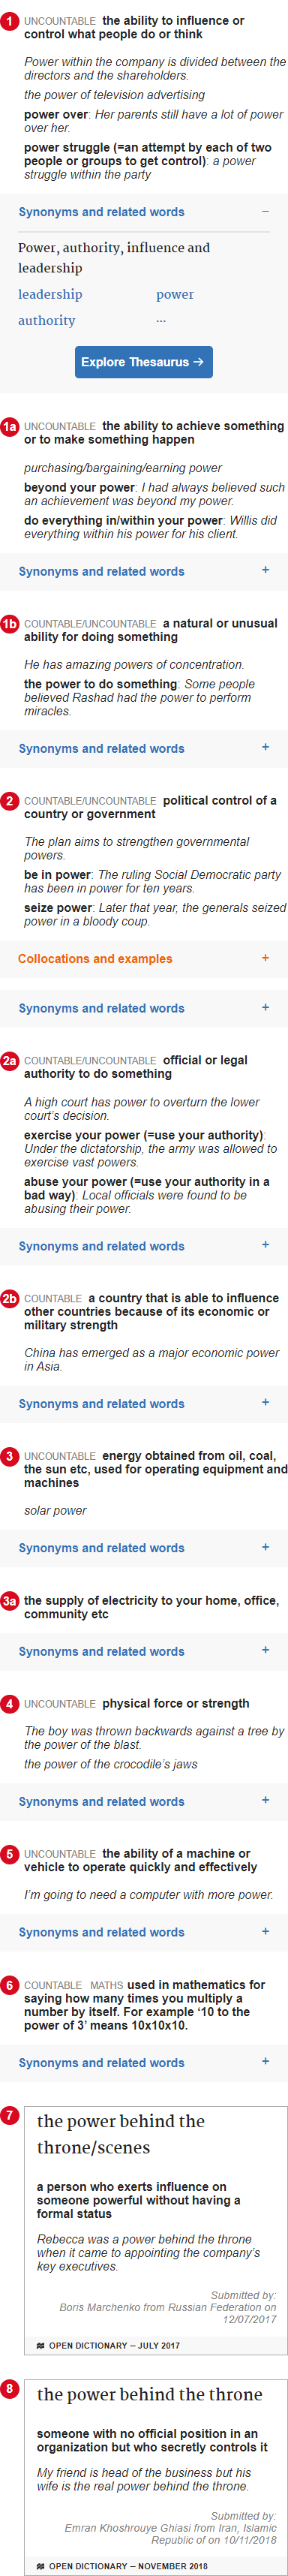 1 UNCOUNTABLE the ability to influence or
control what people do or think
Power within the company is divided between the
directors and the shareholders.
the power of television advertising
power over: Her parents still have a lot of power
over her.
power struggle (=an attempt by each of two
people or groups to get control): a power
struggle within the party
Synonyms and related words –
Power, authority, influence and
leadership
leadership power
authority ...
Explore Thesaurus →
1a UNCOUNTABLE the ability to achieve something
or to make something happen
purchasing/bargaining/earning power
beyond your power: I had always believed such
an achievement was beyond my power.
do everything in/within your power: Willis did
everything within his power for his client.
Synonyms and related words +
1b COUNTABLE/UNCOUNTABLE a natural or unusual
ability for doing something
He has amazing powers of concentration.
the power to do something: Some people
believed Rashad had the power to perform
miracles.
Synonyms and related words +
2 COUNTABLE/UNCOUNTABLE political control of a
country or government
The plan aims to strengthen governmental
powers.
be in power: The ruling Social Democratic party
has been in power for ten years.
seize power: Later that year, the generals seized
power in a bloody coup.
Collocations and examples +
Synonyms and related words +
2a COUNTABLE/UNCOUNTABLE official or legal
authority to do something
A high court has power to overturn the lower
court's decision.
exercise your power (=use your authority):
Under the dictatorship, the army was allowed to
exercise vast powers.
abuse your power (=use your authority in a
bad way): Local officials were found to be
abusing their power.
Synonyms and related words +
2b COUNTABLE a country that is able to influence
other countries because of its economic or
military strength
China has emerged as a major economic power
in Asia.
Synonyms and related words +
3 UNCOUNTABLE energy obtained from oil, coal,
the sun etc, used for operating equipment and
machines
solar power
Synonyms and related words +
3a the supply of electricity to your home, office,
community etc
Synonyms and related words +
4 UNCOUNTABLE physical force or strength
The boy was thrown backwards against a tree by
the power of the blast.
the power of the crocodile's jaws
Synonyms and related words +
5 UNCOUNTABLE the ability of a machine or
vehicle to operate quickly and effectively
I'm going to need a computer with more power.
Synonyms and related words +
6 COUNTABLE MATHS used in mathematics for
saying how many times you multiply a
number by itself. For example '10 to the
power of 3' means 10x10x10.
Synonyms and related words +
7 the power behind the
throne/scenes
a person who exerts influence on
someone powerful without having a
formal status
Rebecca was a power behind the throne
when it came to appointing the company's
key executives.
Submitted by:
Boris Marchenko from Russian Federation on
12/07/2017
OPEN DICTIONARY – JULY 2017
8 the power behind the throne
someone with no official position in an
organization but who secretly controls it
My friend is head of the business but his
wife is the real power behind the throne.
Submitted by:
Emran Khoshrouye Ghiasi from Iran, Islamic
Republic of on 10/11/2018
OPEN DICTIONARY – NOVEMBER 2018